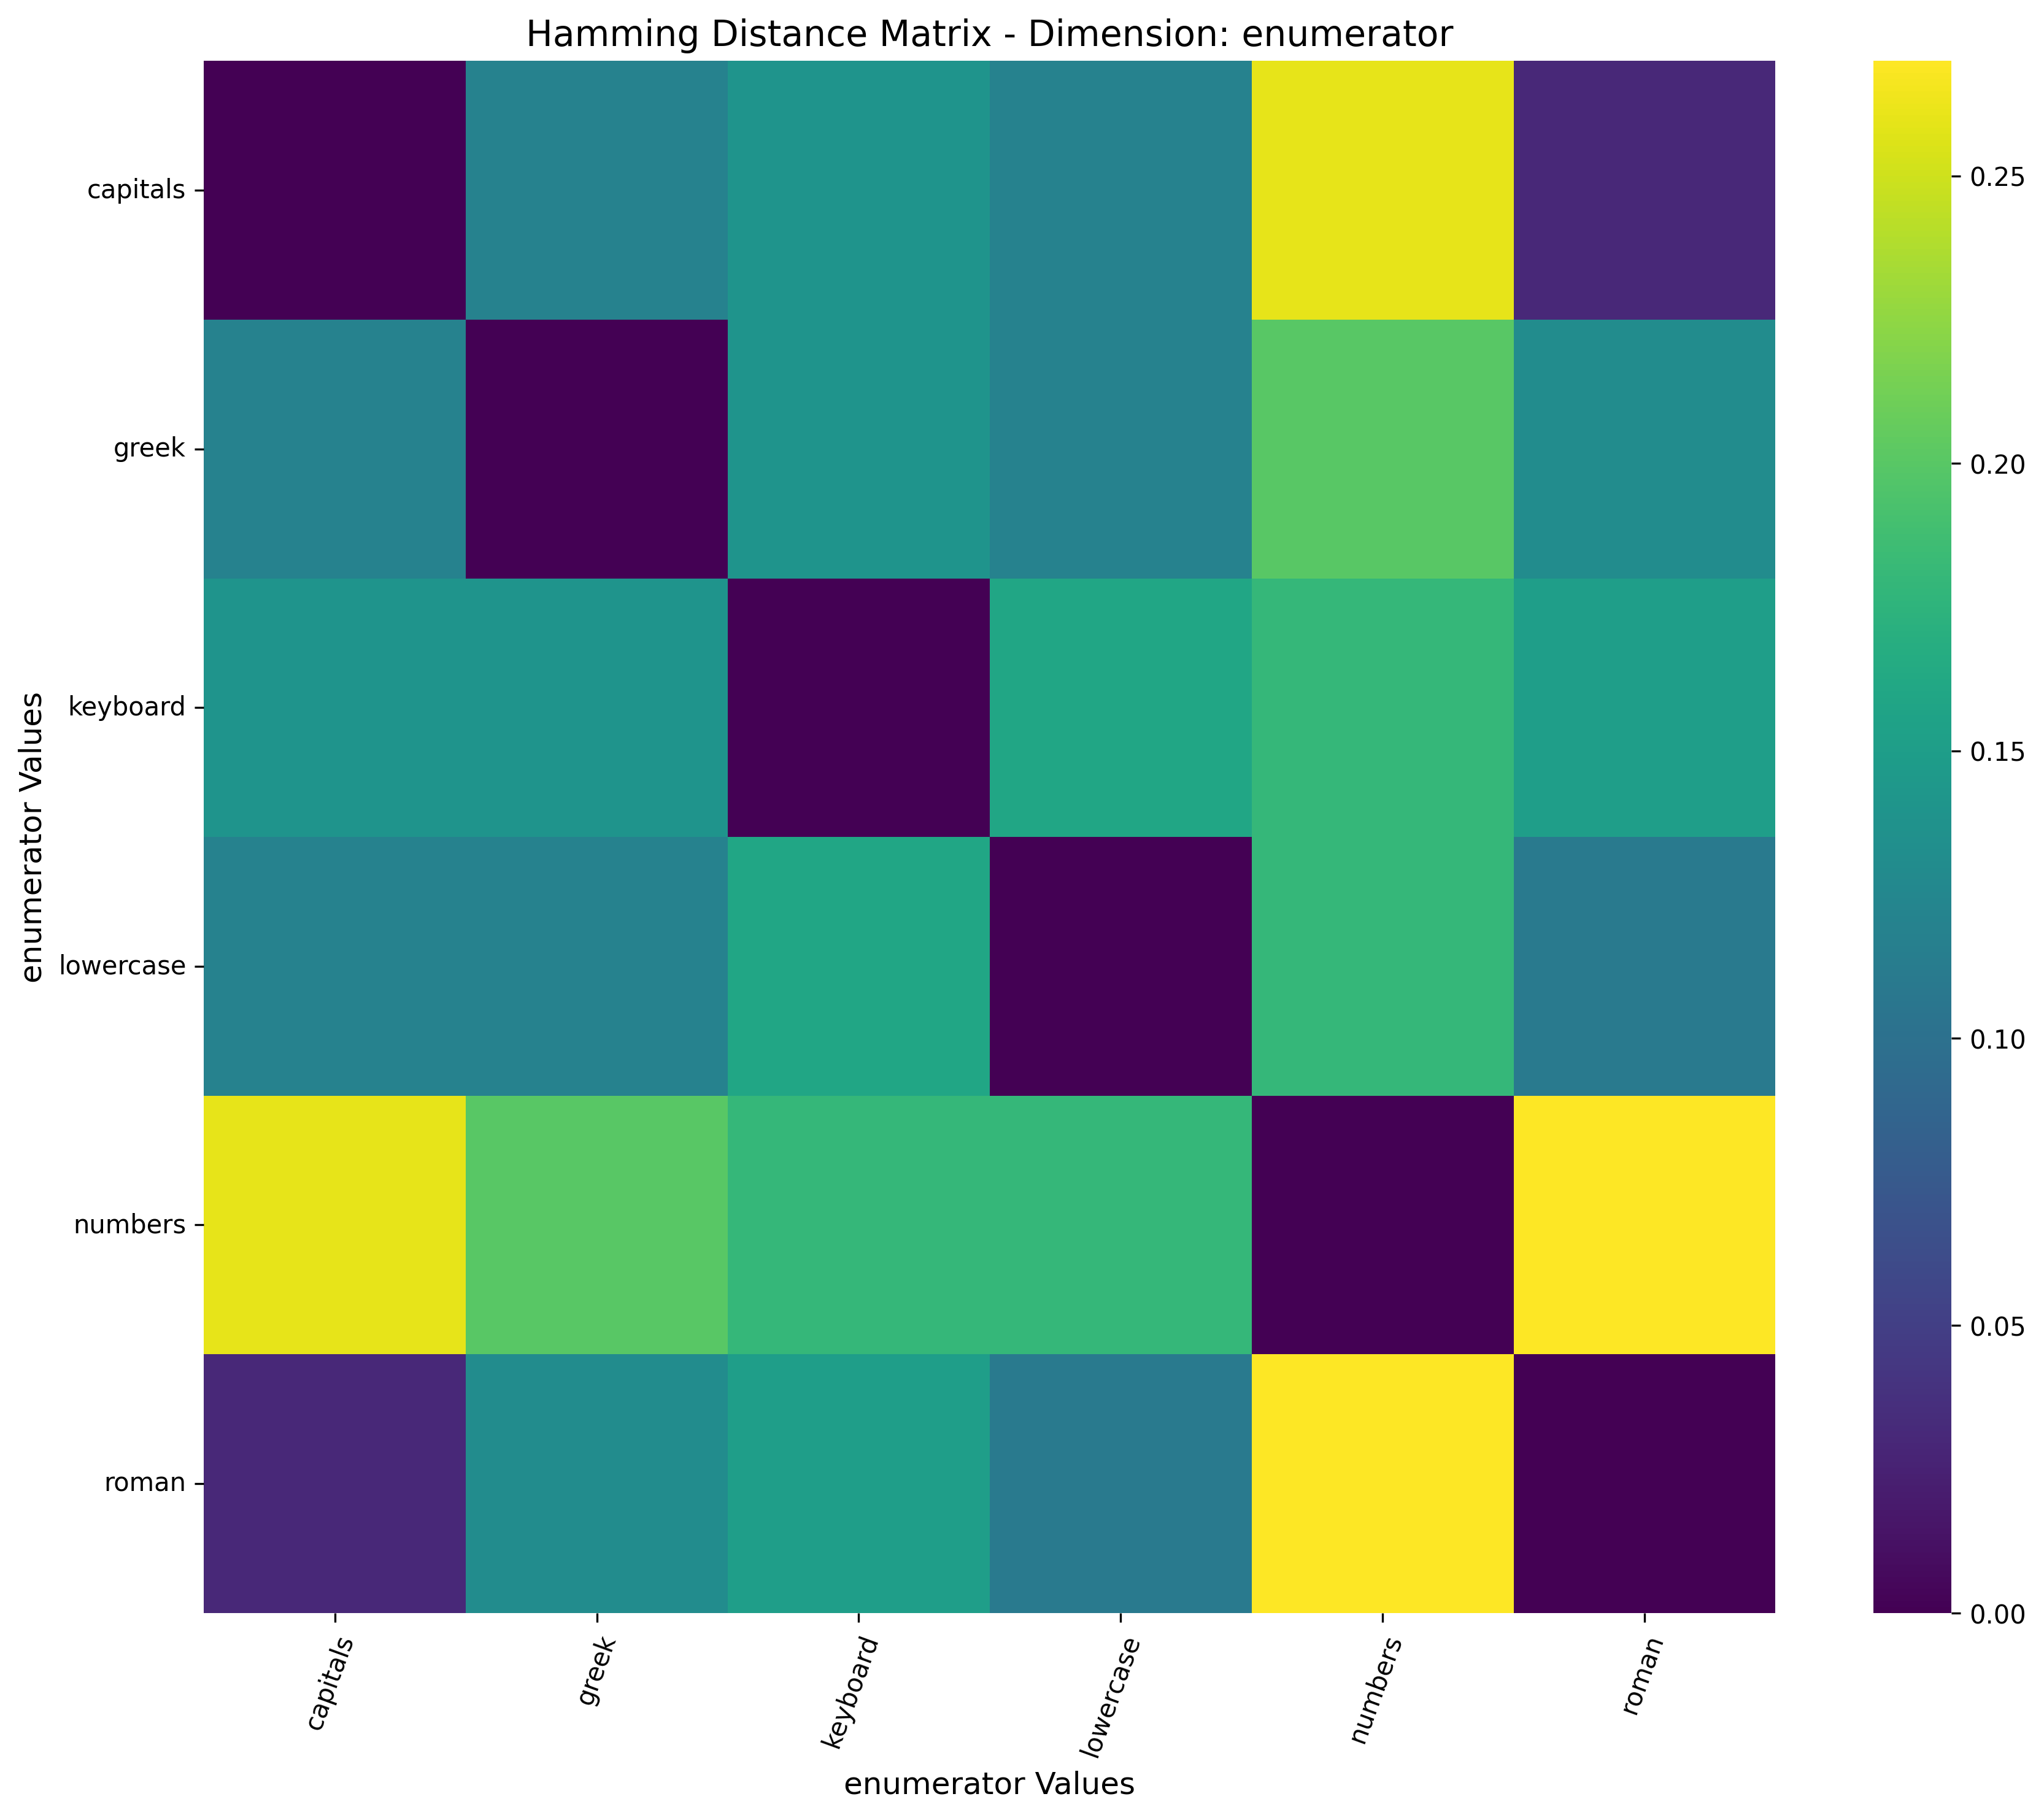 Hamming Distance Matrix - Dimension: enumerator
enumerator Values
capitals
greek
keyboard
lowercase
numbers
roman
capitals
greek
keyboard
lowercase
numbers
roman
enumerator Values
0.25
0.20
0.15
0.10
0.05
0.00